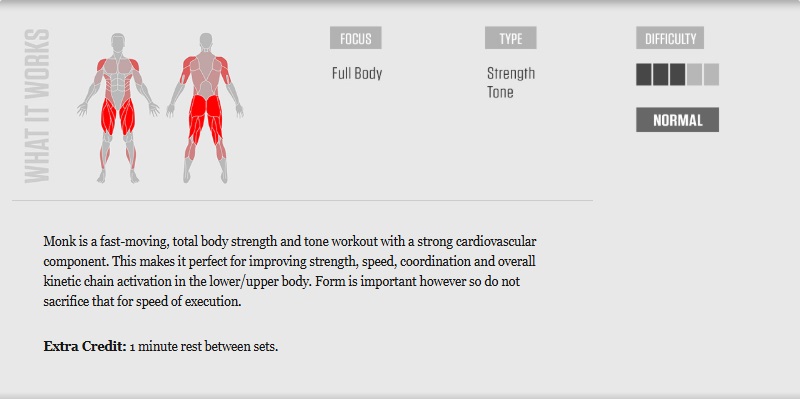 WHAT IT WORKS
FOCUS
Full Body
TYPE
Strength
Tone
DIFFICULTY
NORMAL
Monk is a fast-moving, total body strength and tone workout with a strong cardiovascular
component. This makes it perfect for improving strength, speed, coordination and overall
kinetic chain activation in the lower/upper body. Form is important however so do not
sacrifice that for speed of execution.
Extra Credit: 1 minute rest between sets.